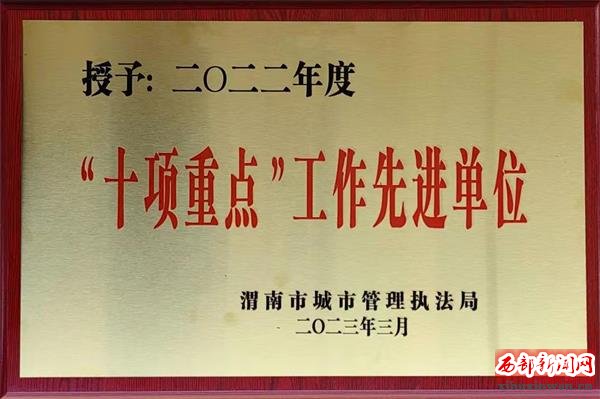 授予：二〇二二年度
“十项重点”工作先进单位
渭南市城市管理执法局
二〇二三年三月
西部新闻网